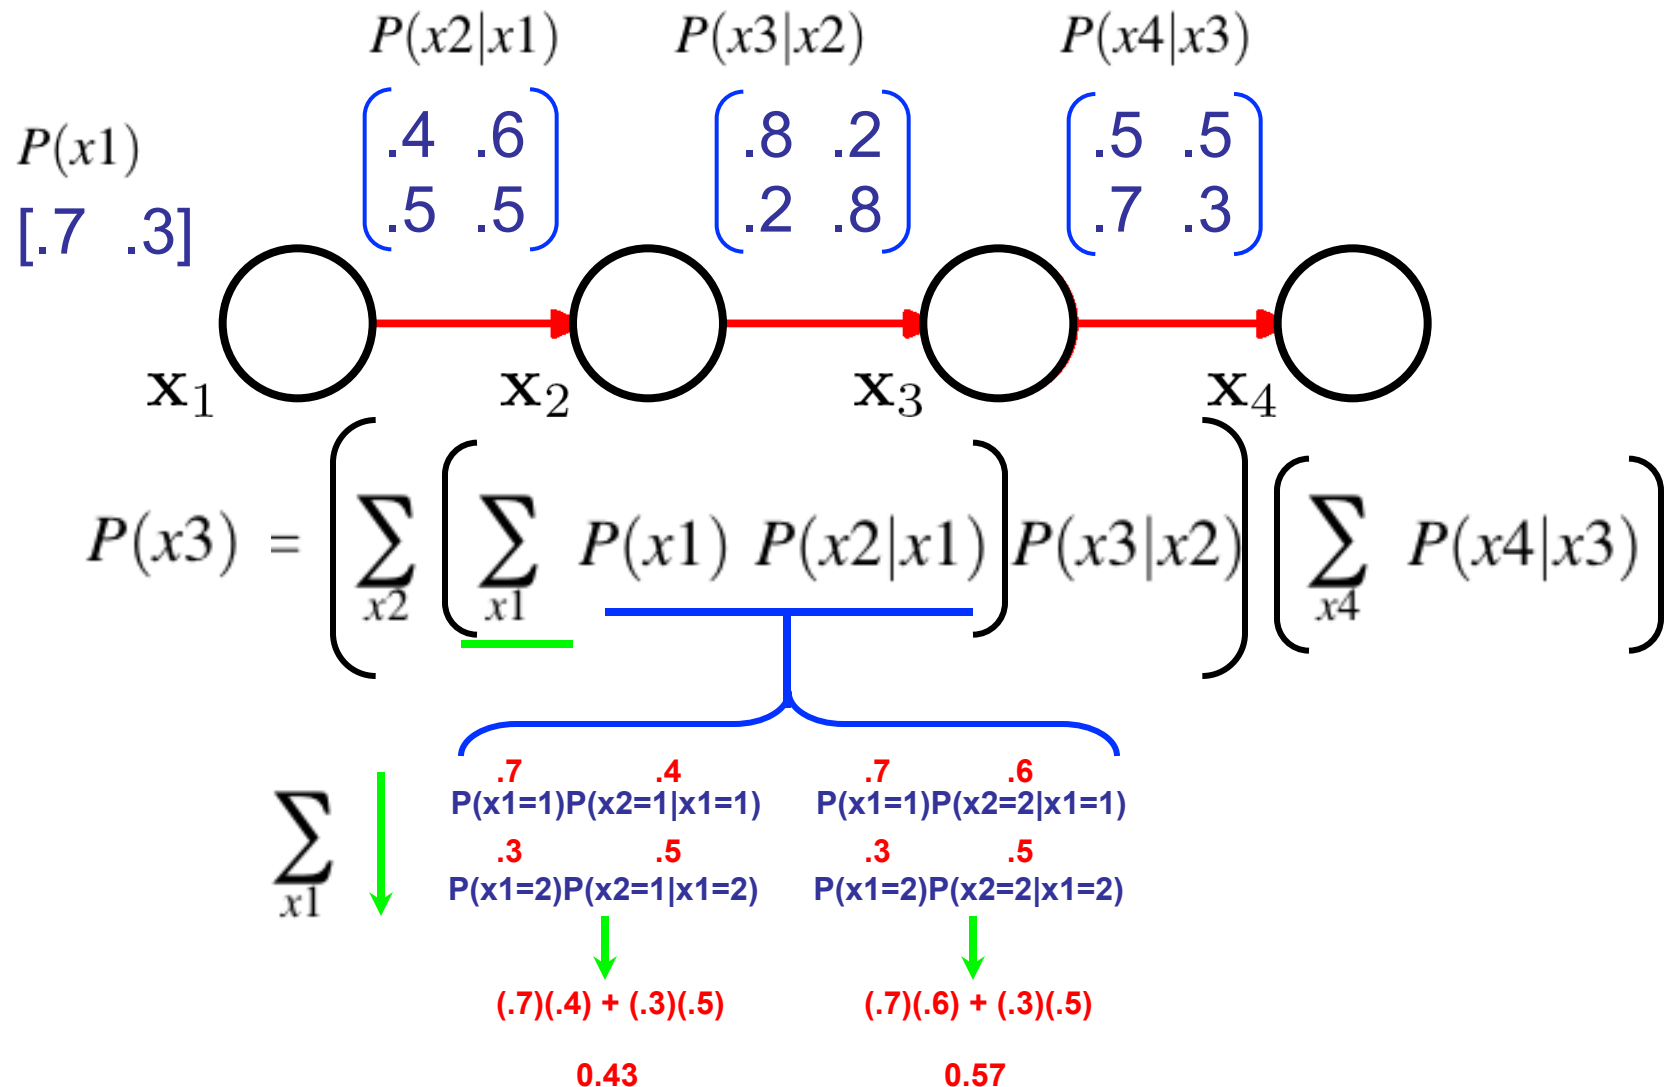 P(x2|x1) P(x3|x2) P(x4|x3)
P(x1)
.4 .6 .8 .2 .5 .5
[.7 .3]
.5 .5 .2 .8 .7 .3
x1 x2 x3 x4
P(x3) = ( ∑ x2 ( ∑ x1 P(x1) P(x2|x1) ) P(x3|x2) ) ( ∑ x4 P(x4|x3) )
.7 .4 .7 .6
P(x1=1)P(x2=1|x1=1) P(x1=1)P(x2=2|x1=1)
∑ x1
.3 .5 .3 .5
P(x1=2)P(x2=1|x1=2) P(x1=2)P(x2=2|x1=2)
(.7)(.4) + (.3)(.5) (.7)(.6) + (.3)(.5)
0.43 0.57